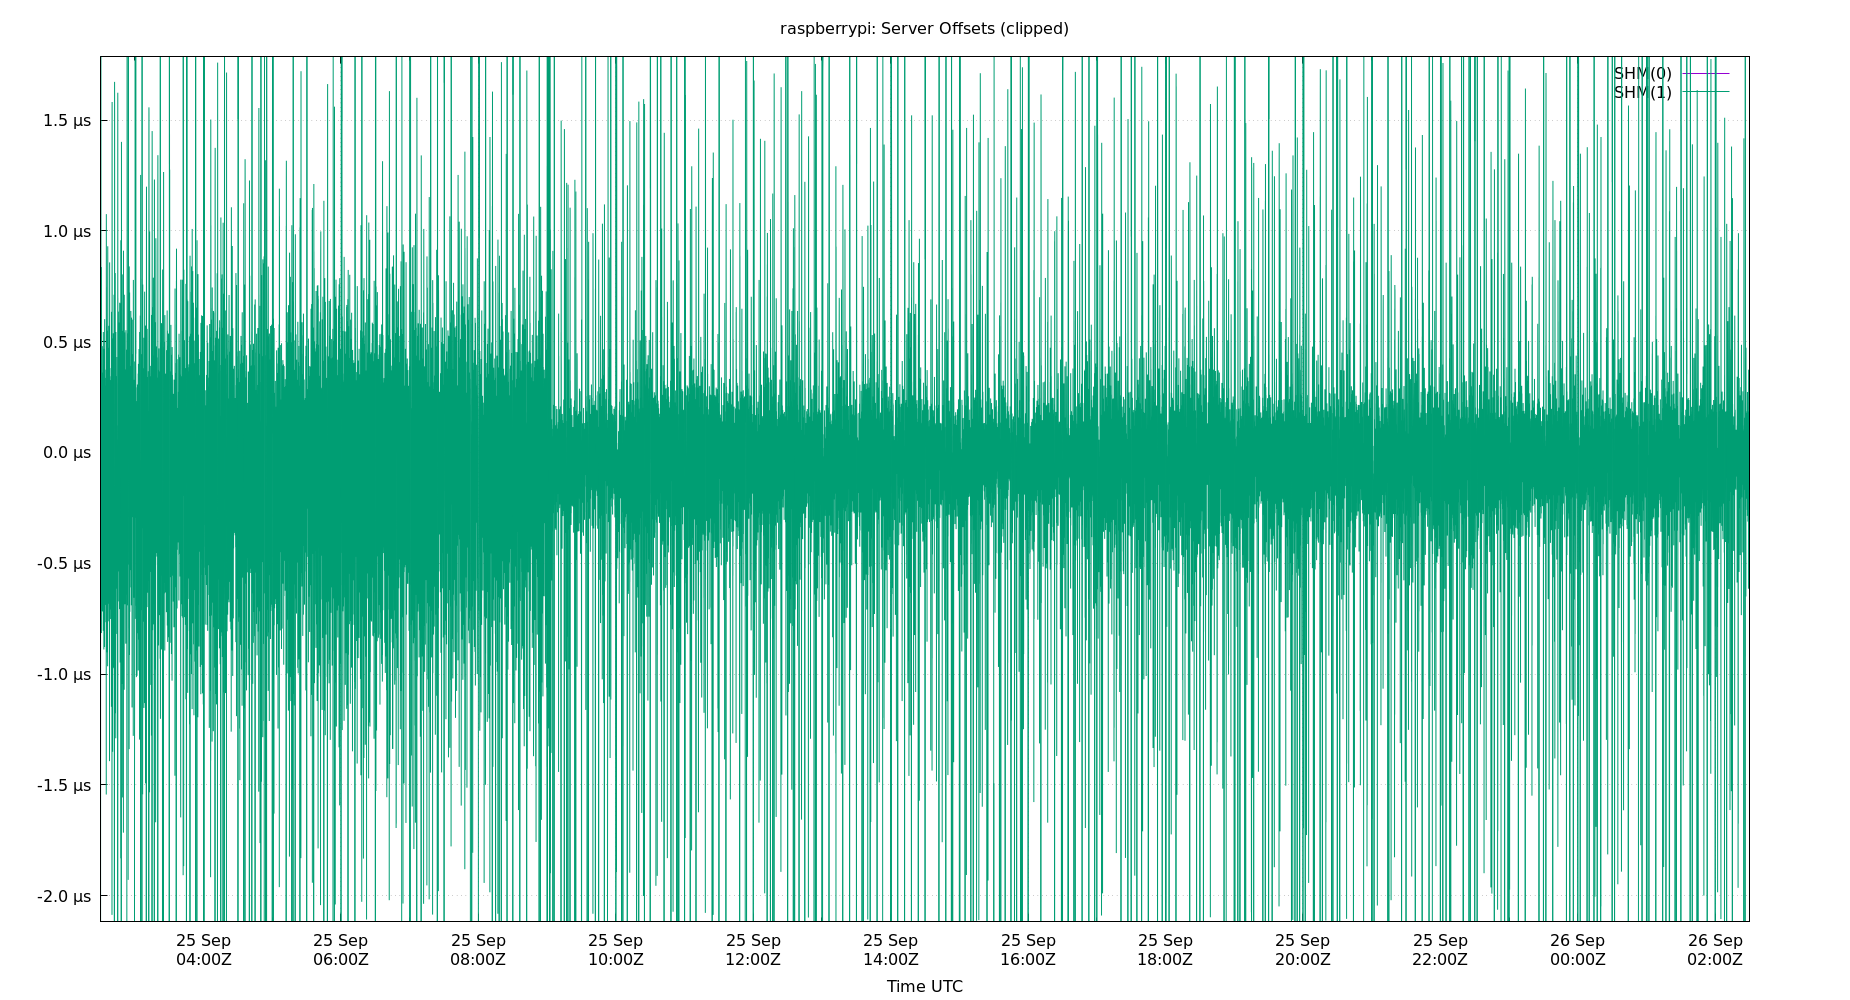 raspberrypi: Server Offsets (clipped)
SHM(0)
SHM(1)
1.5 µs
1.0 µs
0.5 µs
0.0 µs
-0.5 µs
-1.0 µs
-1.5 µs
-2.0 µs
25 Sep 25 Sep 25 Sep 25 Sep 25 Sep 25 Sep 25 Sep 25 Sep 25 Sep 25 Sep 26 Sep 26 Sep
04:00Z 06:00Z 08:00Z 10:00Z 12:00Z 14:00Z 16:00Z 18:00Z 20:00Z 22:00Z 00:00Z 02:00Z
Time UTC